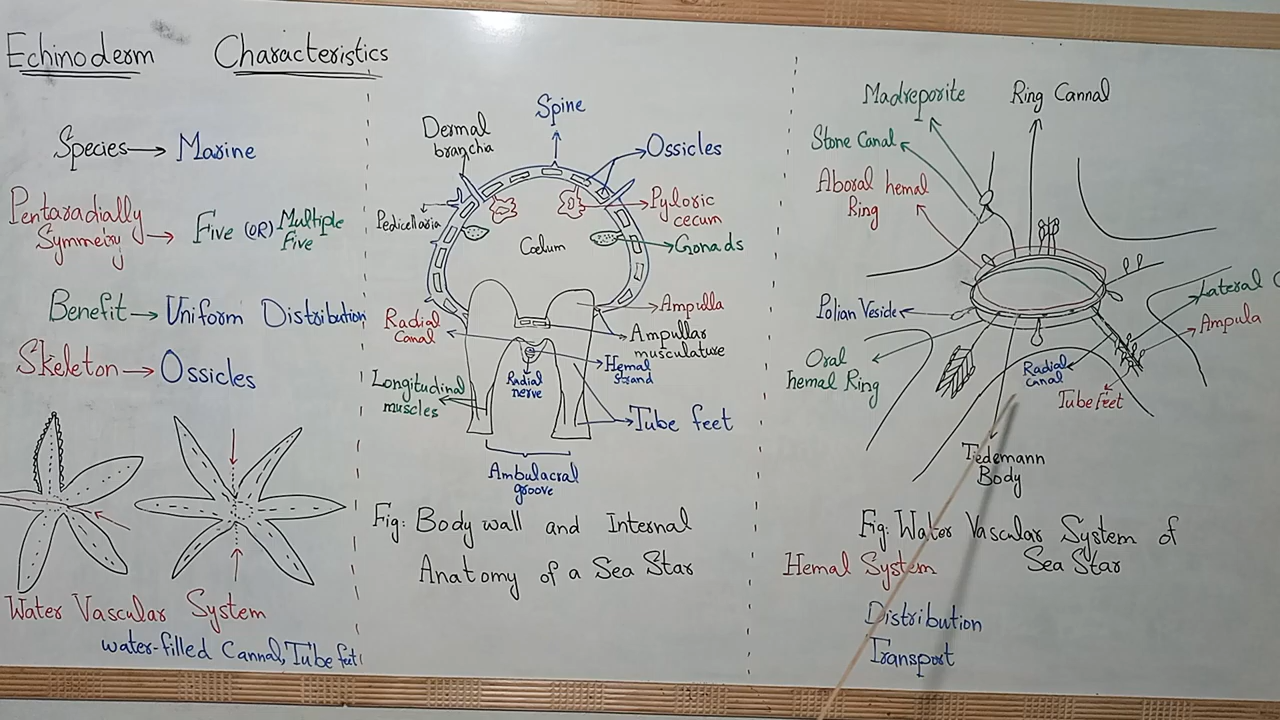 Echinoderm Characteristics
Species → Marine
Pentaradially
Symmetry → Five (OR) Multiple
Five
Benefit → Uniform Distribution
Skeleton → Ossicles
Water Vascular System
water-filled Cannal, Tube feet
Spine
Dermal
branchia
Ossicles
Pedicellaria
Pyloric
cecum
Coelum
Gonads
Radial
Canal
Ampulla
Ampullar
musculature
Hemal
Strand
Radial
nerve
Longitudinal
muscles
Tube feet
Ambulacral
groove
Fig: Body wall and Internal
Anatomy of a Sea Star
Madreporite
Ring Cannal
Stone Canal
Aboral hemal
Ring
Lateral C
Polian Vesicle
Ampula
Oral
hemal Ring
Radial
canal
Tube feet
Tedemann
Body
Fig: Water Vascular System of
Sea Star
Hemal System
Distribution
Transport